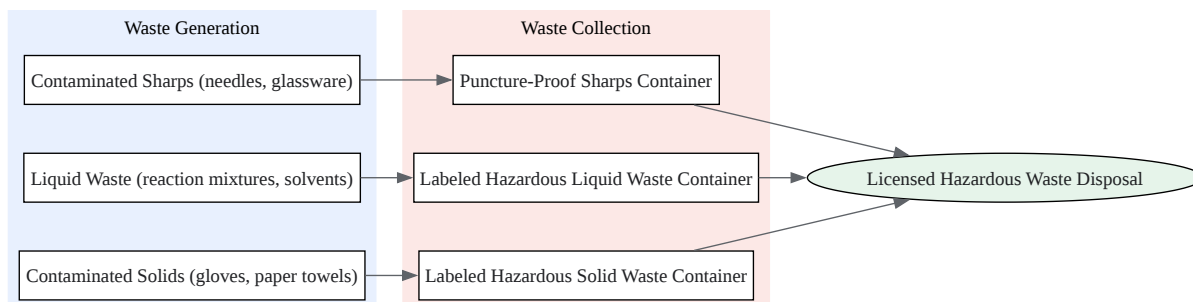 Waste Generation
Waste Collection
Contaminated Sharps (needles, glassware)
Puncture-Proof Sharps Container
Liquid Waste (reaction mixtures, solvents)
Labeled Hazardous Liquid Waste Container
Licensed Hazardous Waste Disposal
Contaminated Solids (gloves, paper towels)
Labeled Hazardous Solid Waste Container